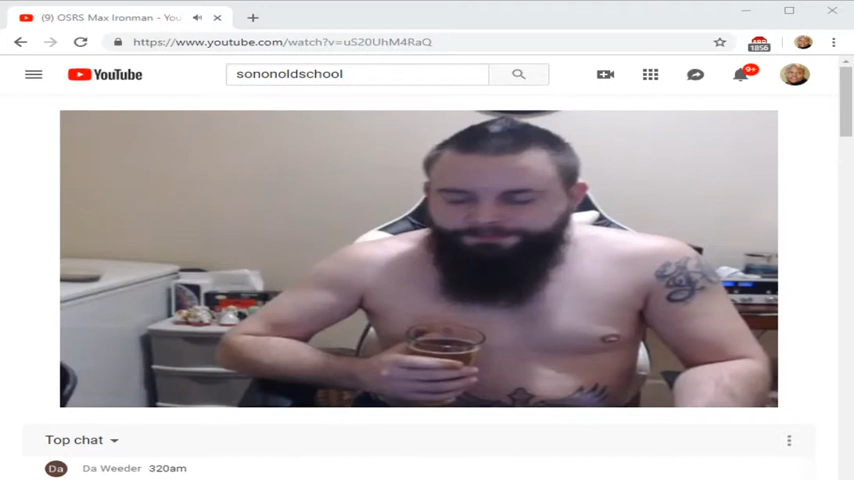 (9) OSRS Max Ironman - You
https://www.youtube.com/watch?v=uS20UhM4RaQ
ABP
1856
YouTube
sononoldschool
9+
Top chat
Da
Da Weeder 320am